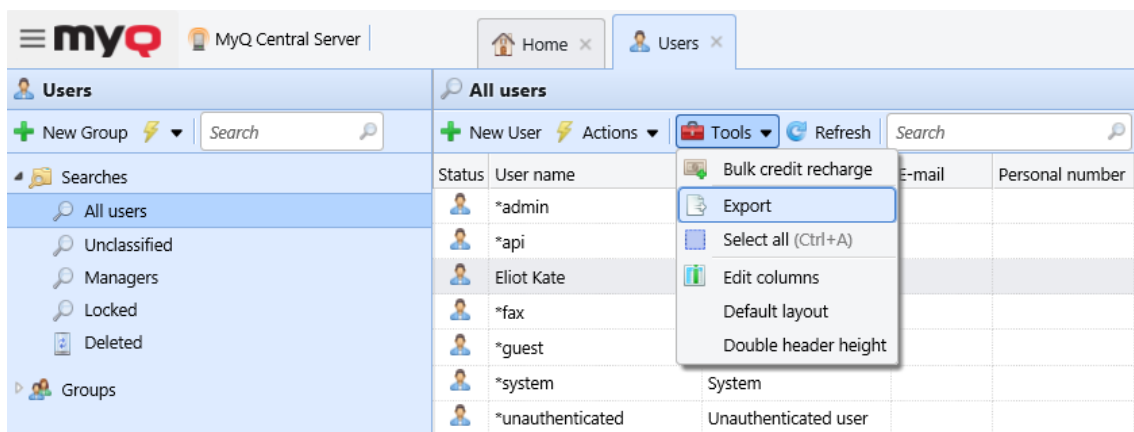 myQ MyQ Central Server Home Users
Users All users
New Group Search New User Actions Tools Refresh Search
Searches
All users
Unclassified
Managers
Locked
Deleted
Groups
Status User name E-mail Personal number
*admin
*api
Eliot Kate
*fax
*guest
*system System
*unauthenticated Unauthenticated user
Bulk credit recharge
Export
Select all (Ctrl+A)
Edit columns
Default layout
Double header height